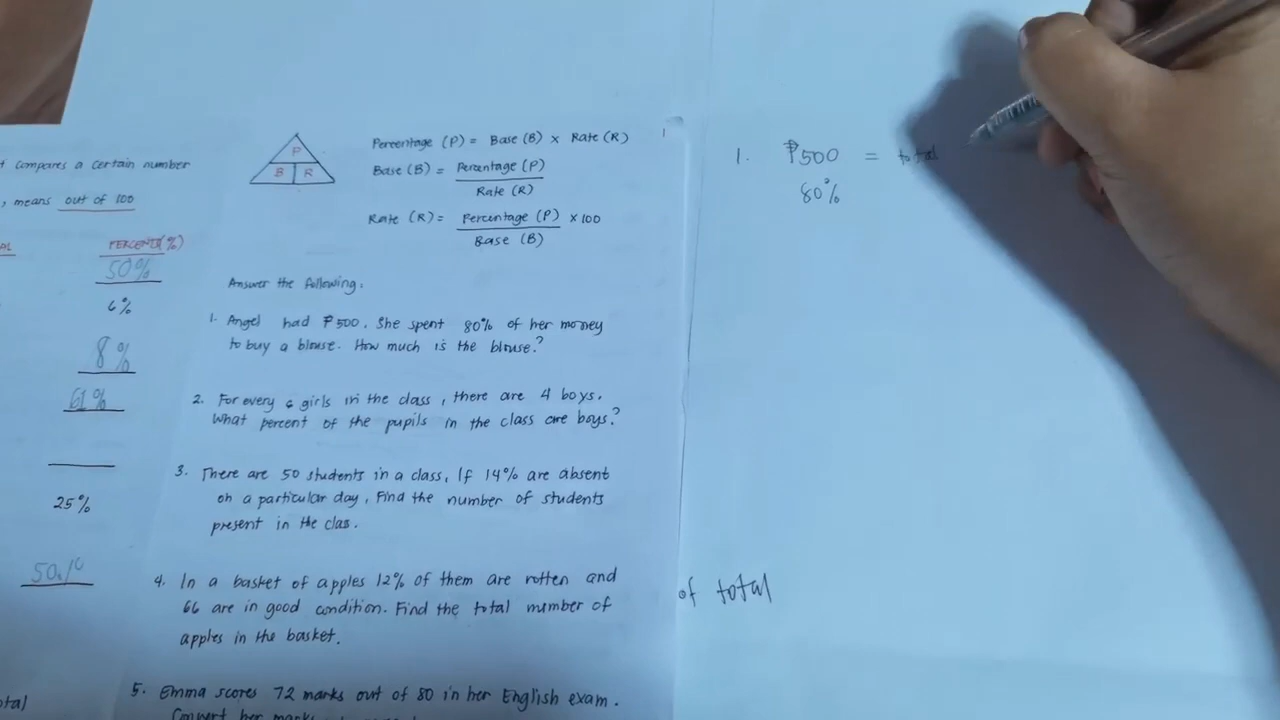 compares a certain number
, means out of 100
PERCENTS(%)
50%
6%
8%
61%
25%
P
B R
Percentage (P) = Base (B) x Rate (R)
Base (B) = Percentage (P)
Rate (R)
Rate (R) = Percentage (P) x 100
Base (B)
Answer the following:
1. Angel had ₱500. She spent 80% of her money
to buy a blouse. How much is the blouse?
2. For every 6 girls in the class, there are 4 boys.
What percent of the pupils in the class are boys?
3. There are 50 students in a class, If 14% are absent
on a particular day, Find the number of students
present in the clas.
4. In a basket of apples 12% of them are rotten and
66 are in good condition. Find the total number of
apples in the basket.
5. Emma scores 72 marks out of 80 in her English exam.
Convert her marks
1. ₱500 = total
80%
of total